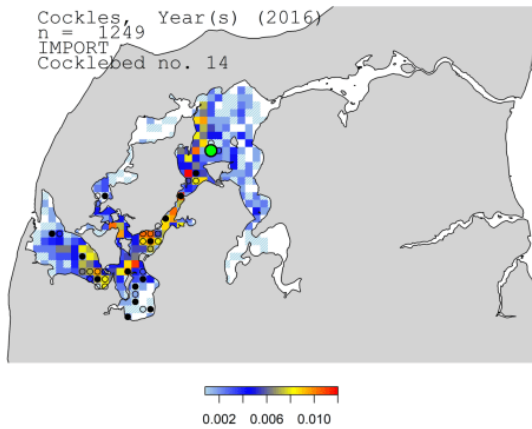 Cockles, Year(s) (2016)
n = 1249
IMPORT
Cocklebed no. 14
0.002 0.006 0.010